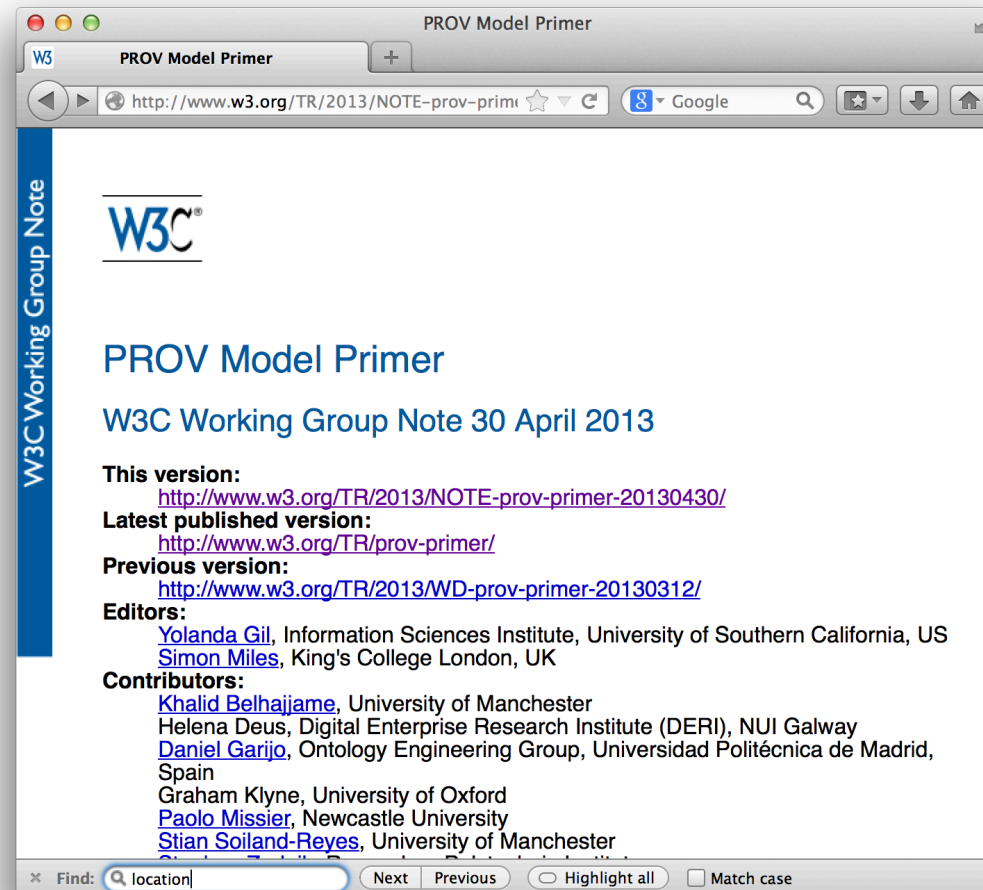 PROV Model Primer
W3 PROV Model Primer +
http://www.w3.org/TR/2013/NOTE-prov-prime 8 Google
W3C Working Group Note
W3C®
PROV Model Primer
W3C Working Group Note 30 April 2013
This version:
http://www.w3.org/TR/2013/NOTE-prov-primer-20130430/
Latest published version:
http://www.w3.org/TR/prov-primer/
Previous version:
http://www.w3.org/TR/2013/WD-prov-primer-20130312/
Editors:
Yolanda Gil, Information Sciences Institute, University of Southern California, US
Simon Miles, King's College London, UK
Contributors:
Khalid Belhajjame, University of Manchester
Helena Deus, Digital Enterprise Research Institute (DERI), NUI Galway
Daniel Garijo, Ontology Engineering Group, Universidad Politécnica de Madrid,
Spain
Graham Klyne, University of Oxford
Paolo Missier, Newcastle University
Stian Soiland-Reyes, University of Manchester
× Find: location Next Previous Highlight all Match case